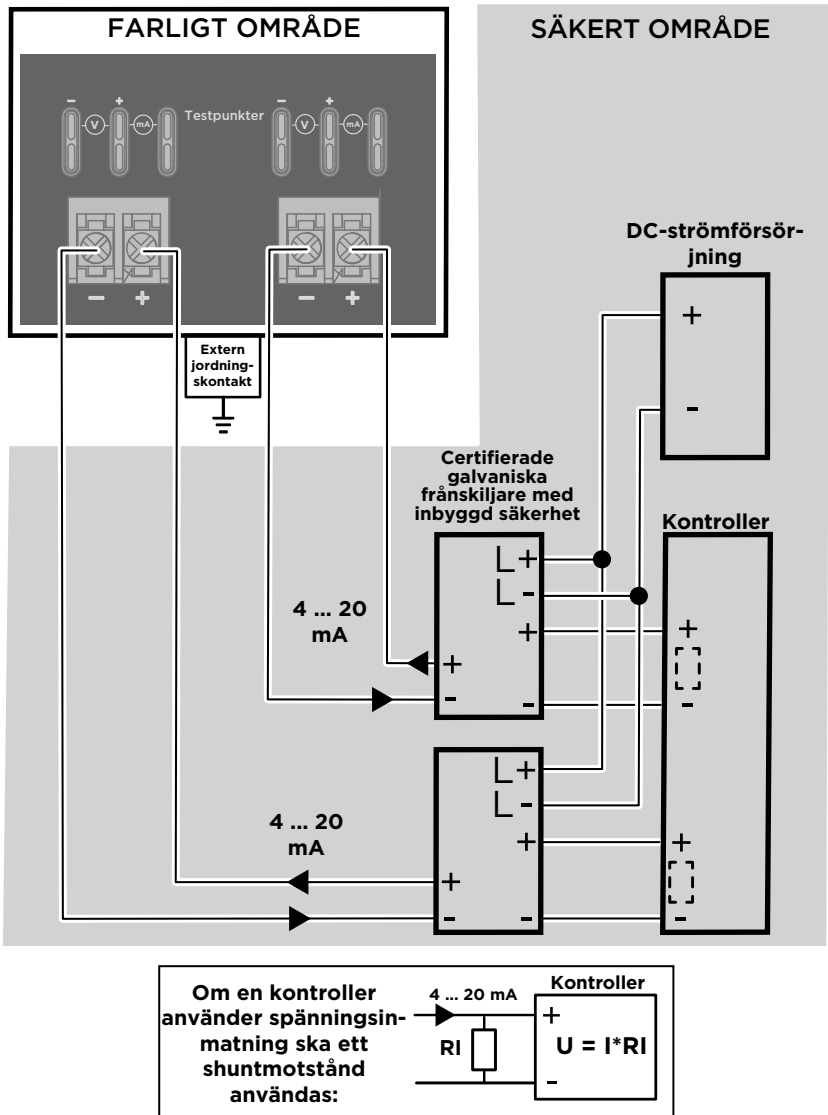 FARLIGT OMRÅDE
SÄKERT OMRÅDE
- + - +
V mA Testpunkter V mA
- + - +
Extern
jordning-
skontakt
DC-strömförsör-
jning
+
-
Certifierade
galvaniska
frånskiljare med
inbyggd säkerhet
Kontroller
L +
L -
+ +
4 ... 20
mA
+
- - -
L +
L -
4 ... 20
mA
+ +
+
- - -
Om en kontroller
använder spänningsin-
matning ska ett
shuntmotstånd
användas:
4 ... 20 mA
RI
Kontroller
+
U = I*RI
-